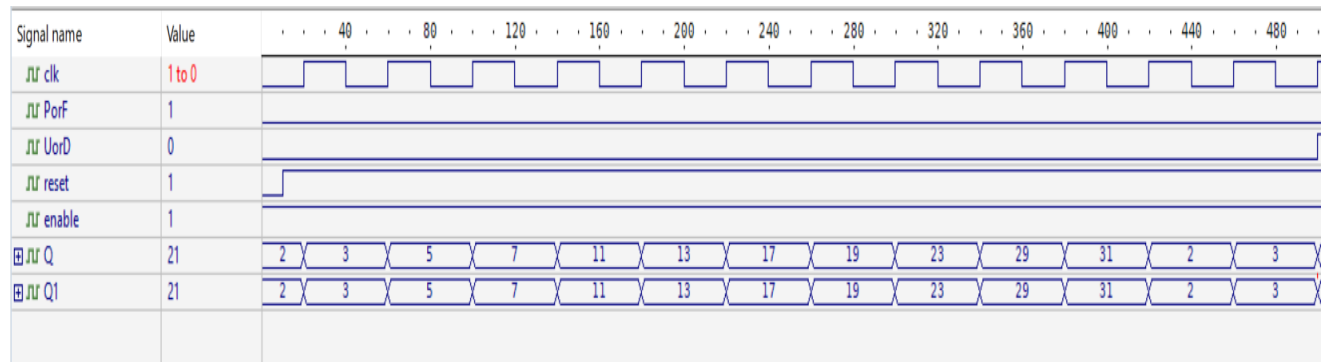 Signal name Value 40 80 120 160 200 240 280 320 360 400 440 480
clk 1 to 0
PorF 1
UorD 0
reset 1
enable 1
Q 21 2 3 5 7 11 13 17 19 23 29 31 2 3
Q1 21 2 3 5 7 11 13 17 19 23 29 31 2 3